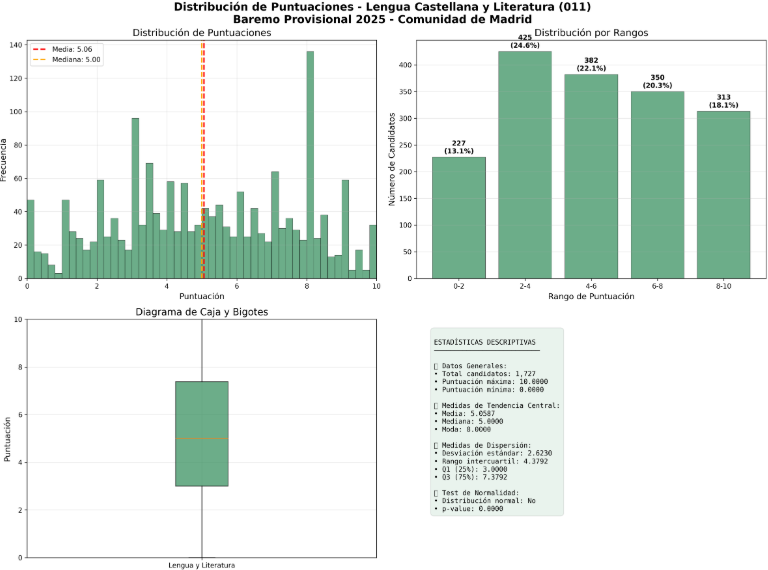 Distribución de Puntuaciones - Lengua Castellana y Literatura (011)
Baremo Provisional 2025 - Comunidad de Madrid
Distribución de Puntuaciones
Media: 5.06
Mediana: 5.00
Frecuencia
140
120
100
80
60
40
20
0
0 2 4 6 8 10
Puntuación
Distribución por Rangos
Número de Candidatos
400
350
300
250
200
150
100
50
0
227
(13.1%)
425
(24.6%)
382
(22.1%)
350
(20.3%)
313
(18.1%)
0-2 2-4 4-6 6-8 8-10
Rango de Puntuación
Diagrama de Caja y Bigotes
Puntuación
10
8
6
4
2
0
Lengua y Literatura
ESTADÍSTICAS DESCRIPTIVAS
Datos Generales:
• Total candidatos: 1,727
• Puntuación máxima: 10.0000
• Puntuación mínima: 0.0000
Medidas de Tendencia Central:
• Media: 5.0587
• Mediana: 5.0000
• Moda: 0.0000
Medidas de Dispersión:
• Desviación estándar: 2.6230
• Rango intercuartil: 4.3792
• Q1 (25%): 3.0000
• Q3 (75%): 7.3792
Test de Normalidad:
• Distribución normal: No
• p-value: 0.0000